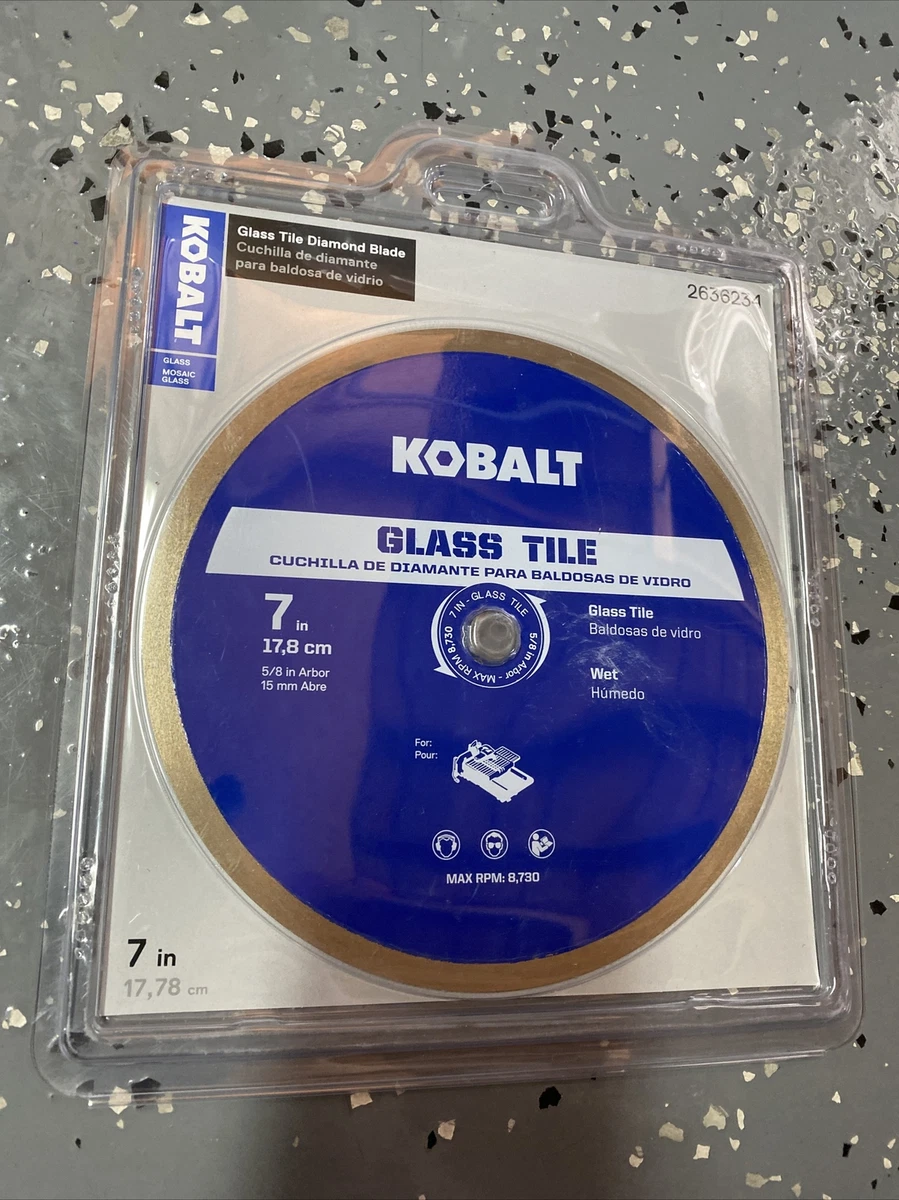 KOBALT
GLASS
MOSAIC
GLASS
Glass Tile Diamond Blade
Cuchilla de diamante
para baldosa de vidrio
2636234
KOBALT
GLASS TILE
CUCHILLA DE DIAMANTE PARA BALDOSAS DE VIDRO
7 in
17,8 cm
5/8 in Arbor
15 mm Abre
7 IN - GLASS TILE
5/8 in Arbor - MAX RPM 8,730
Glass Tile
Baldosas de vidro
Wet
Húmedo
For:
Pour:
MAX RPM: 8,730
7 in
17,78 cm